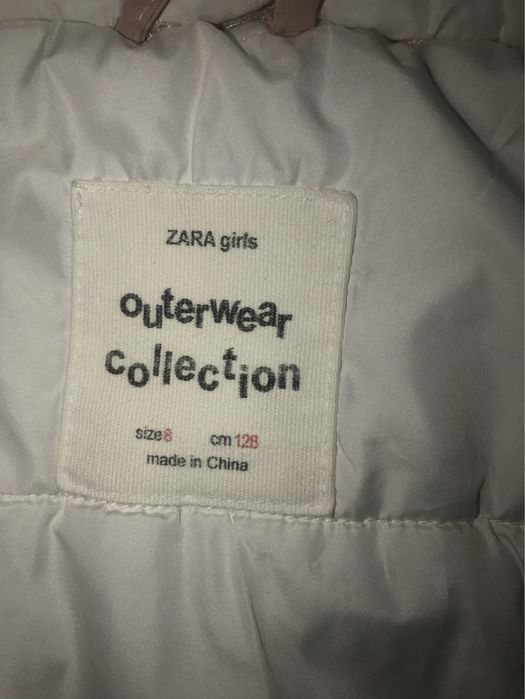 ZARA girls
outerwear
collection
size 8 cm 128
made in China